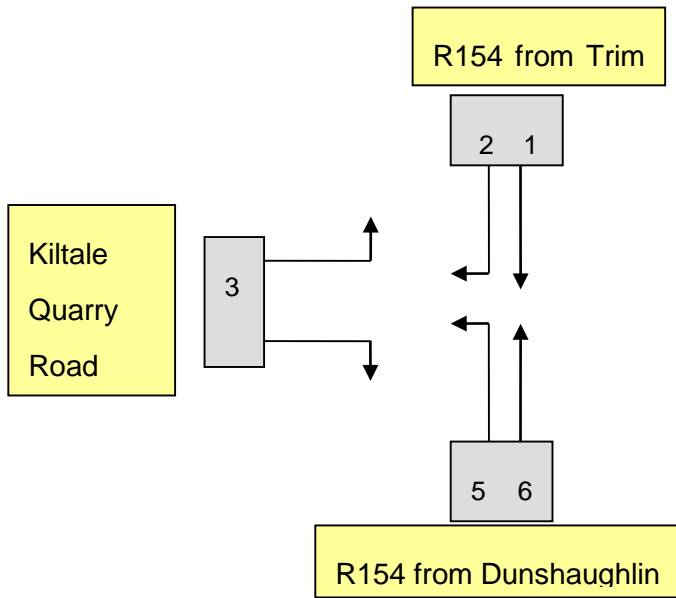 R154 from Trim
2 1
Kiltale
Quarry
Road
3
5 6
R154 from Dunshaughlin